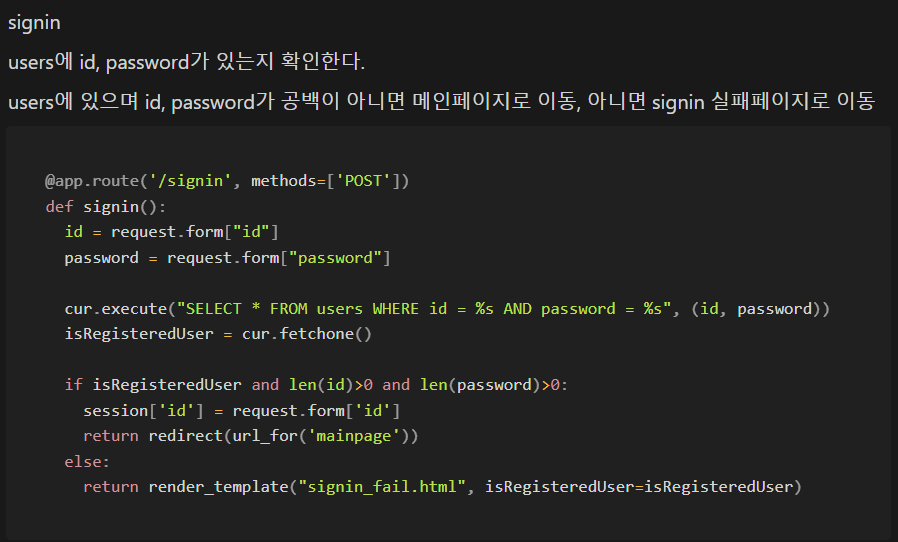 signin
users에 id, password가 있는지 확인한다.
users에 있으며 id, password가 공백이 아니면 메인페이지로 이동, 아니면 signin 실패페이지로 이동
@app.route('/signin', methods=['POST'])
def signin():
  id = request.form["id"]
  password = request.form["password"]

  cur.execute("SELECT * FROM users WHERE id = %s AND password = %s", (id, password))
  isRegisteredUser = cur.fetchone()

  if isRegisteredUser and len(id)>0 and len(password)>0:
    session['id'] = request.form['id']
    return redirect(url_for('mainpage'))
  else:
    return render_template("signin_fail.html", isRegisteredUser=isRegisteredUser)